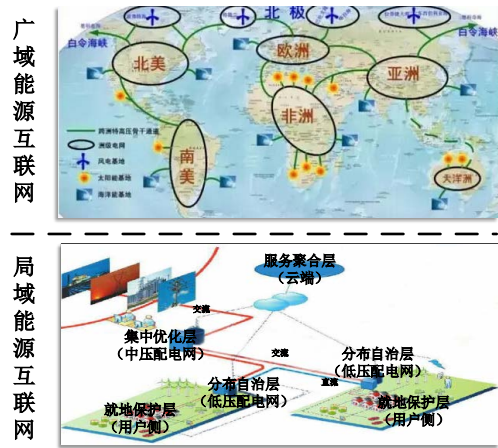 广域能源互联网
北极
白令海峡
白令海峡
北美
欧洲
亚洲
非洲
南美
大洋洲
跨洲特高压骨干通道
洲级电网
风电基地
太阳能基地
海洋能基地
局域能源互联网
服务聚合层
（云端）
交流
集中优化层
（中压配电网）
交流
分布自治层
（低压配电网）
直流
分布自治层
（低压配电网）
就地保护层
（用户侧）
就地保护层
（用户侧）